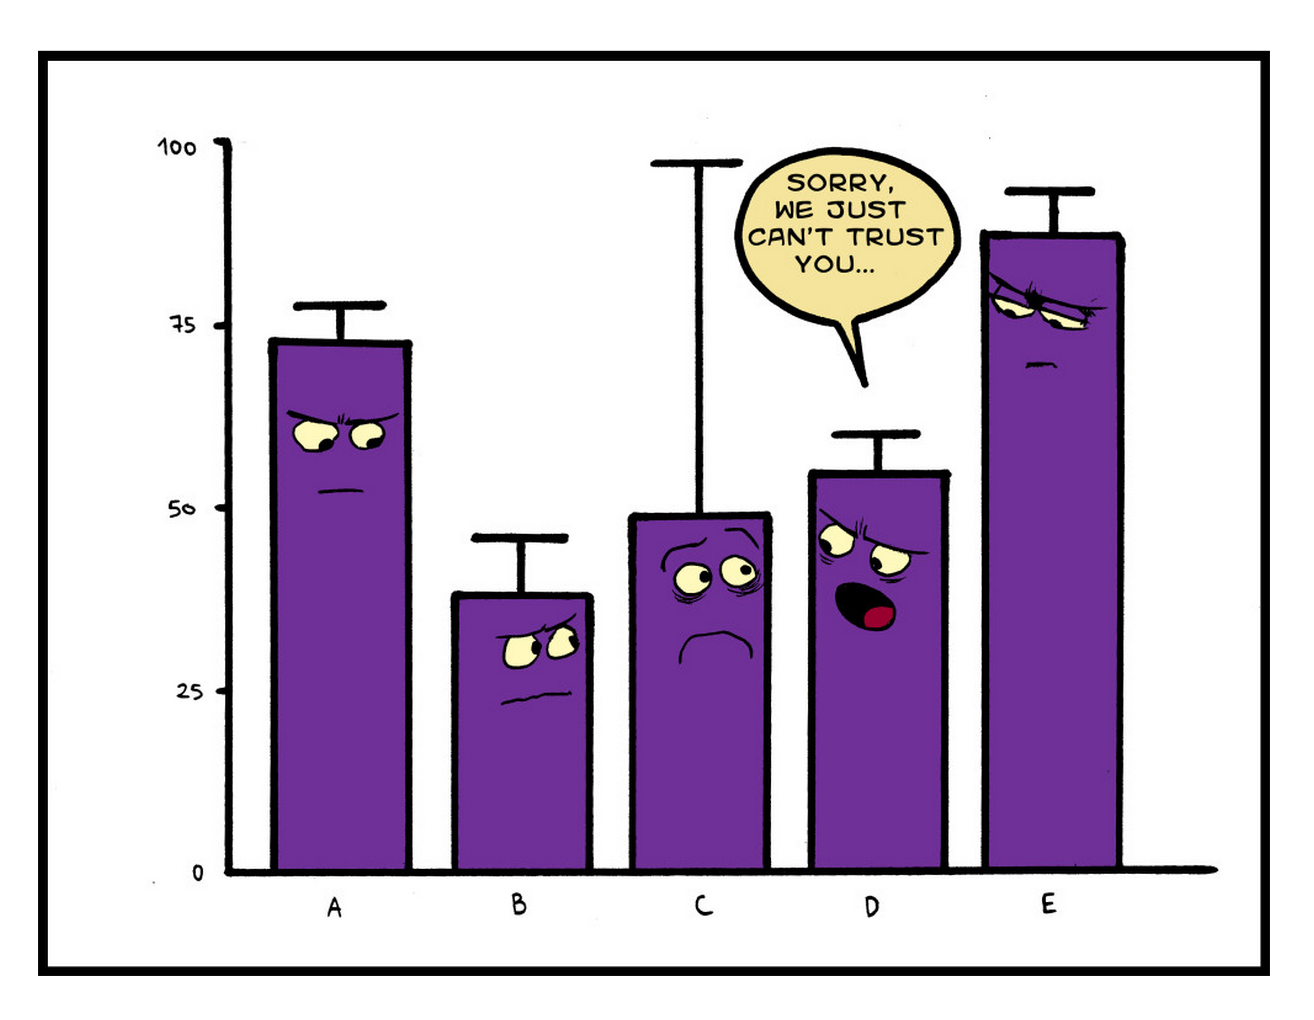 100
75
50
25
0
SORRY,
WE JUST
CAN'T TRUST
YOU...
A B C D E